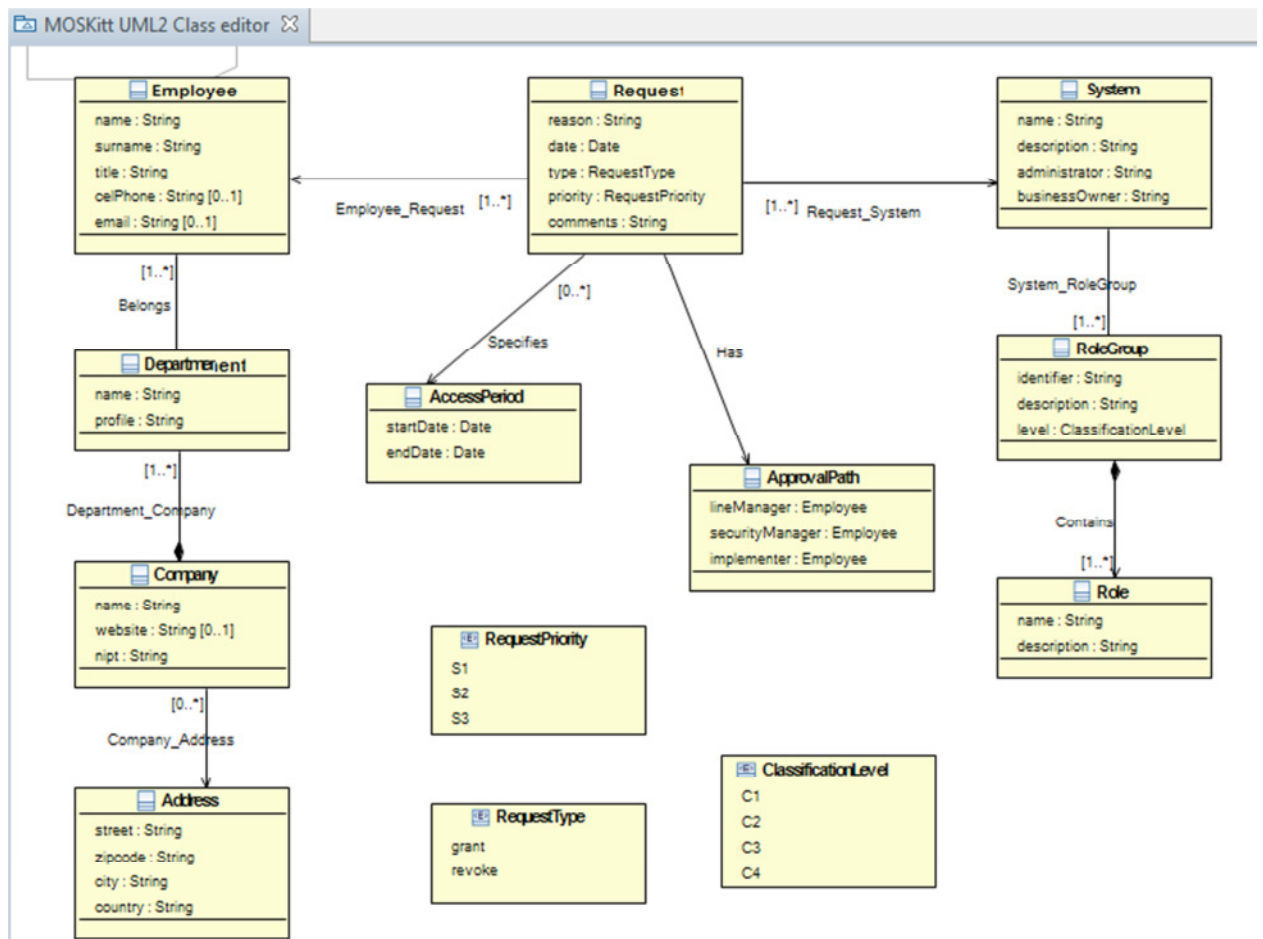 MOSKitt UML2 Class editor
Employee
name : String
surname : String
title : String
celPhone : String [0..1]
email : String [0..1]
Request
reason : String
date : Date
type : RequestType
priority : RequestPriority
comments : String
System
name : String
description : String
administrator : String
businessOwner : String
Employee_Request
[1..*]
[1..*]
Request_System
[1..*]
Belongs
[0..*]
Specifies
Has
System_RoleGroup
[1..*]
Department
name : String
profile : String
AccessPeriod
startDate : Date
endDate : Date
RoleGroup
identifier : String
description : String
level : ClassificationLevel
[1..*]
Department_Company
ApprovalPath
lineManager : Employee
securityManager : Employee
implementer : Employee
Contains
[1..*]
Company
name : String
website : String [0..1]
nipt : String
Role
name : String
description : String
RequestPriority
S1
S2
S3
[0..*]
Company_Address
ClassificationLevel
C1
C2
C3
C4
Address
street : String
zipcode : String
city : String
country : String
RequestType
grant
revoke